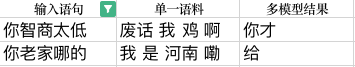 输入语句 单一语料 多模型结果
你智商太低 废话 我 鸡 啊 你才
你老家哪的 我 是 河南 嘞 给